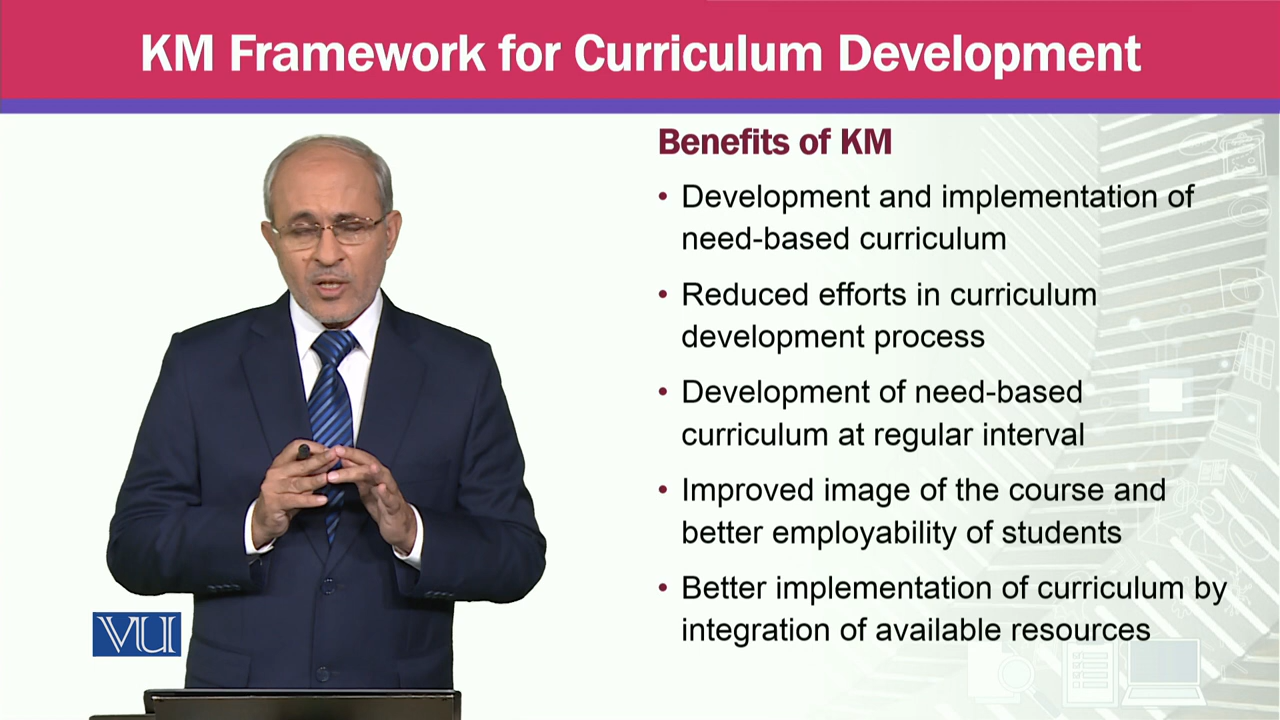 KM Framework for Curriculum Development
Benefits of KM
• Development and implementation of
need-based curriculum
• Reduced efforts in curriculum
development process
• Development of need-based
curriculum at regular interval
• Improved image of the course and
better employability of students
• Better implementation of curriculum by
integration of available resources
VU